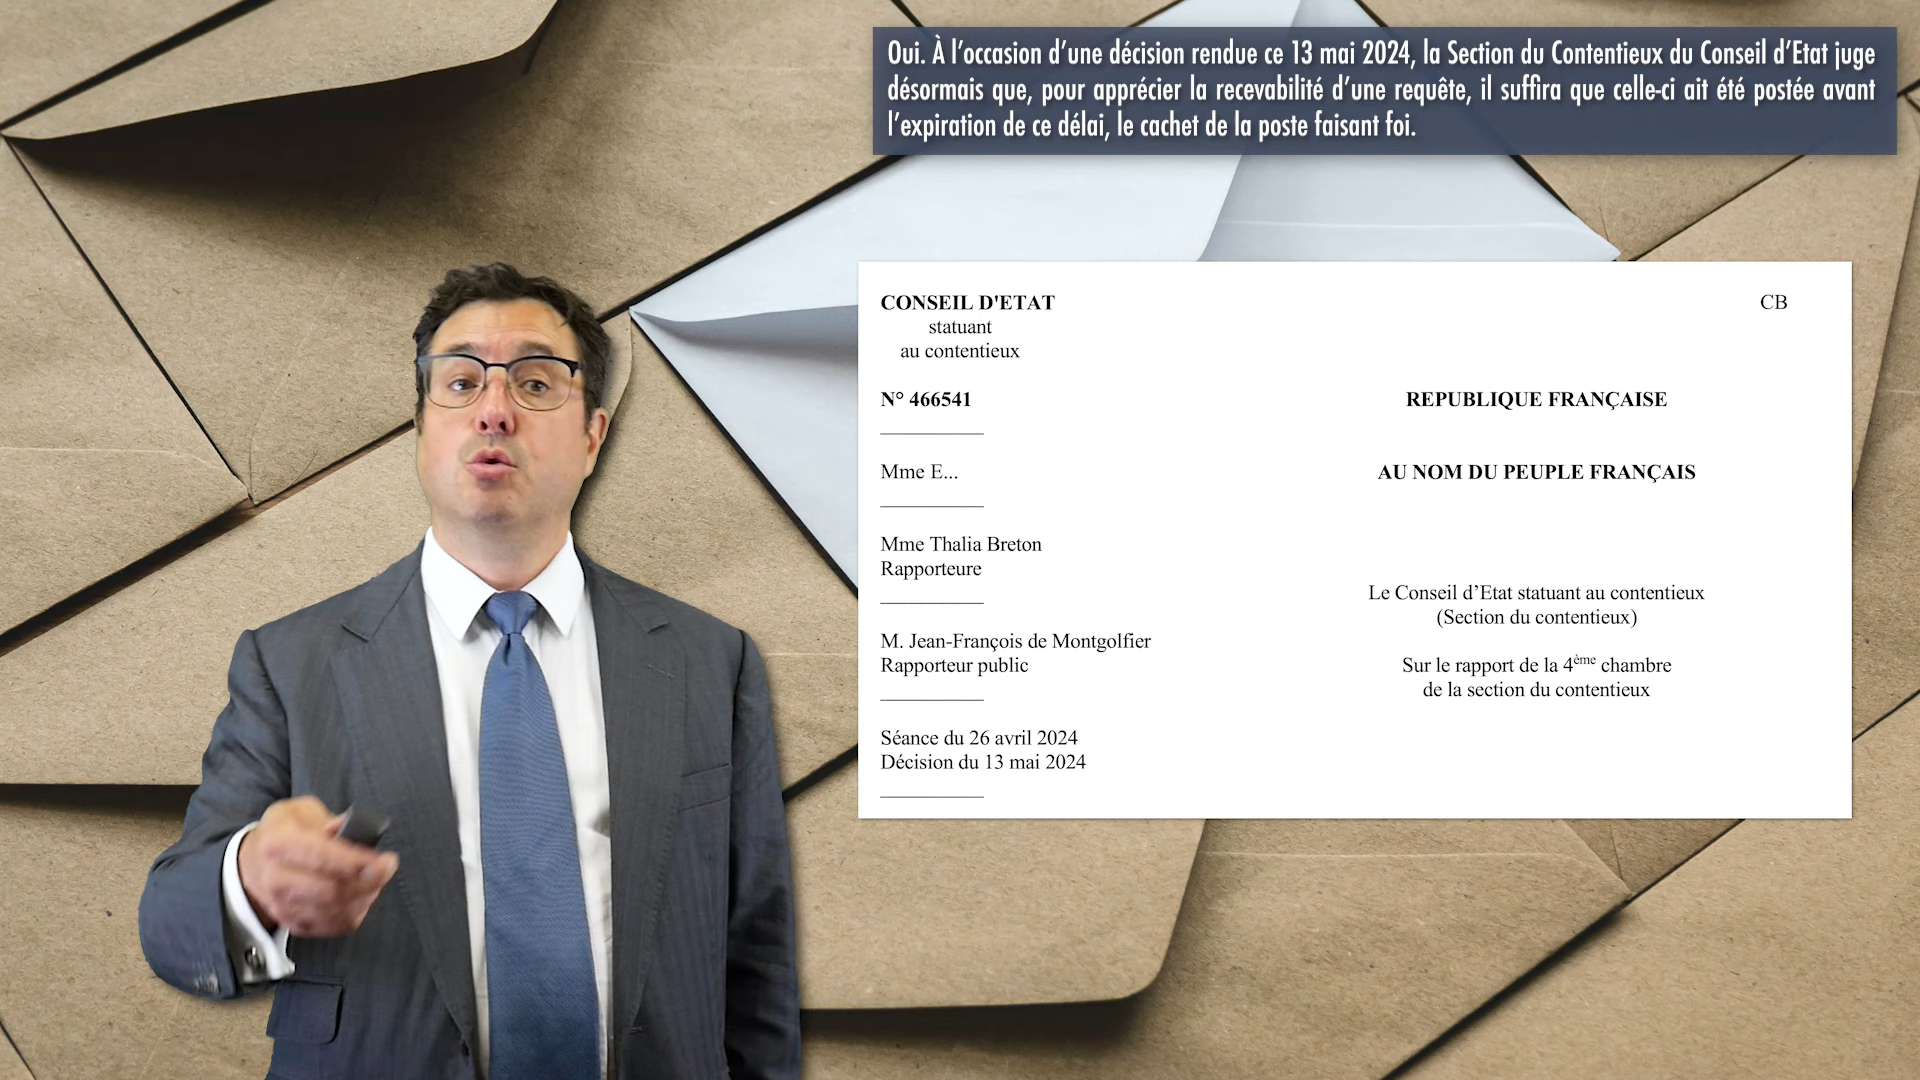 Oui. À l’occasion d’une décision rendue ce 13 mai 2024, la Section du Contentieux du Conseil d’Etat juge
désormais que, pour apprécier la recevabilité d’une requête, il suffira que celle-ci ait été postée avant
l’expiration de ce délai, le cachet de la poste faisant foi.
CONSEIL D'ETAT
statuant
au contentieux
CB
N° 466541
REPUBLIQUE FRANÇAISE
Mme E...
AU NOM DU PEUPLE FRANÇAIS
Mme Thalia Breton
Rapporteure
Le Conseil d’Etat statuant au contentieux
(Section du contentieux)
M. Jean-François de Montgolfier
Rapporteur public
Sur le rapport de la 4ème chambre
de la section du contentieux
Séance du 26 avril 2024
Décision du 13 mai 2024